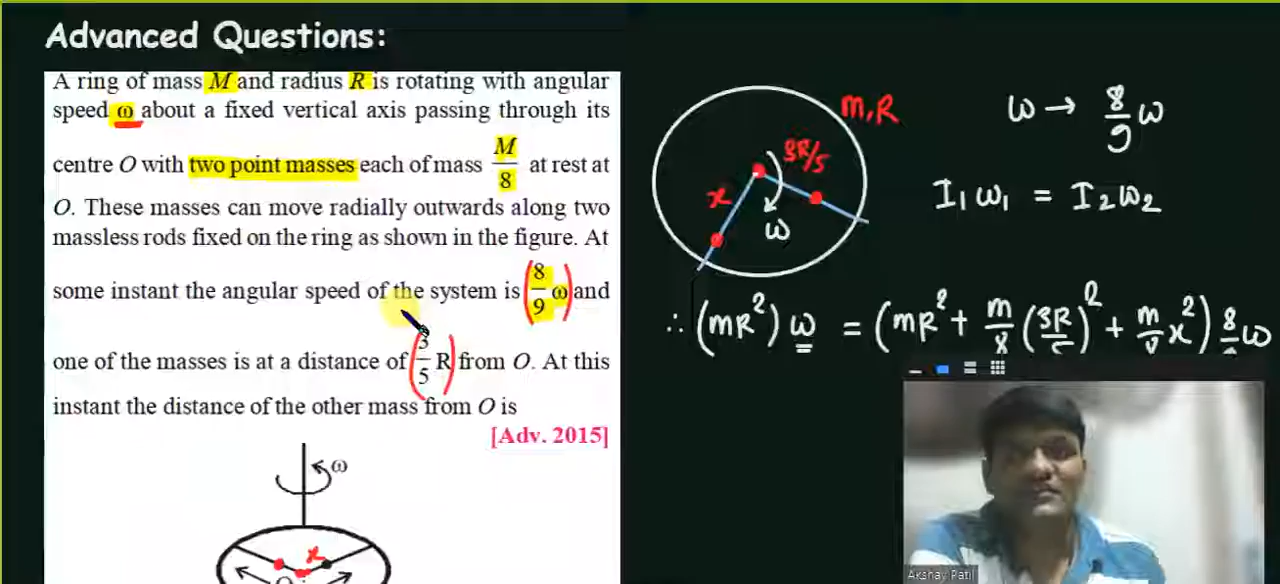 Advanced Questions:
A ring of mass M and radius R is rotating with angular
speed ω about a fixed vertical axis passing through its
centre O with two point masses each of mass M/8 at rest at
O. These masses can move radially outwards along two
massless rods fixed on the ring as shown in the figure. At
some instant the angular speed of the system is (8/9 ω) and
one of the masses is at a distance of (3/5 R) from O. At this
instant the distance of the other mass from O is
[Adv. 2015]
ω
x
O
m,R
3R/5
x
ω
ω → 8/9 ω
I₁ω₁ = I₂ω₂
∴ (mR²) ω = (mR² + m/8 (3R/5)² + m/8 x²) 8/9 ω
Akshay Patil